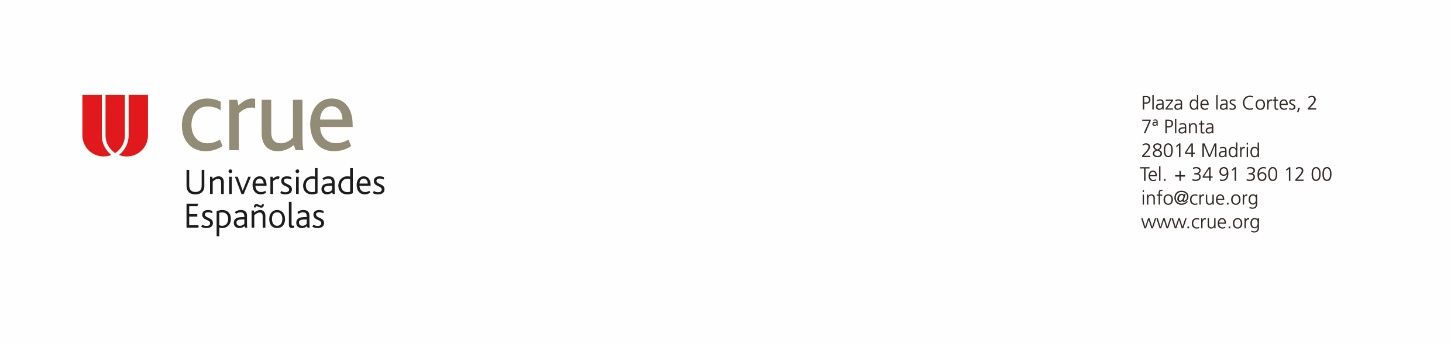 crue
Universidades
Españolas
Plaza de las Cortes, 2
7ª Planta
28014 Madrid
Tel. + 34 91 360 12 00
info@crue.org
www.crue.org